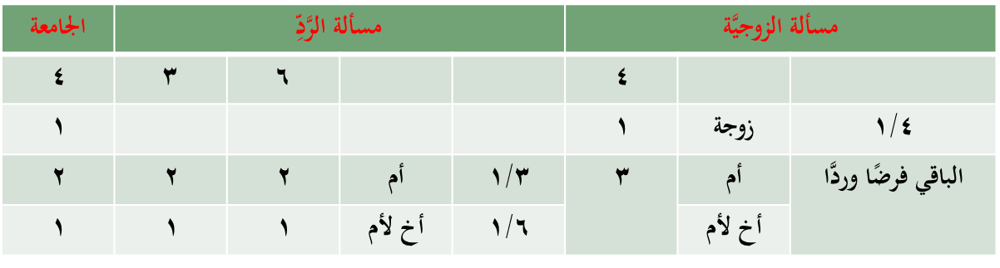 مسألة الزوجيَّة مسألة الرَّدِّ الجامعة
٤ ٦ ٣ ٤
١/٤ زوجة ١ ١
الباقي فرضًا وردًّا أم ٣ ١/٣ أم ٢ ٢ ٢
أخ لأم ١/٦ أخ لأم ١ ١ ١